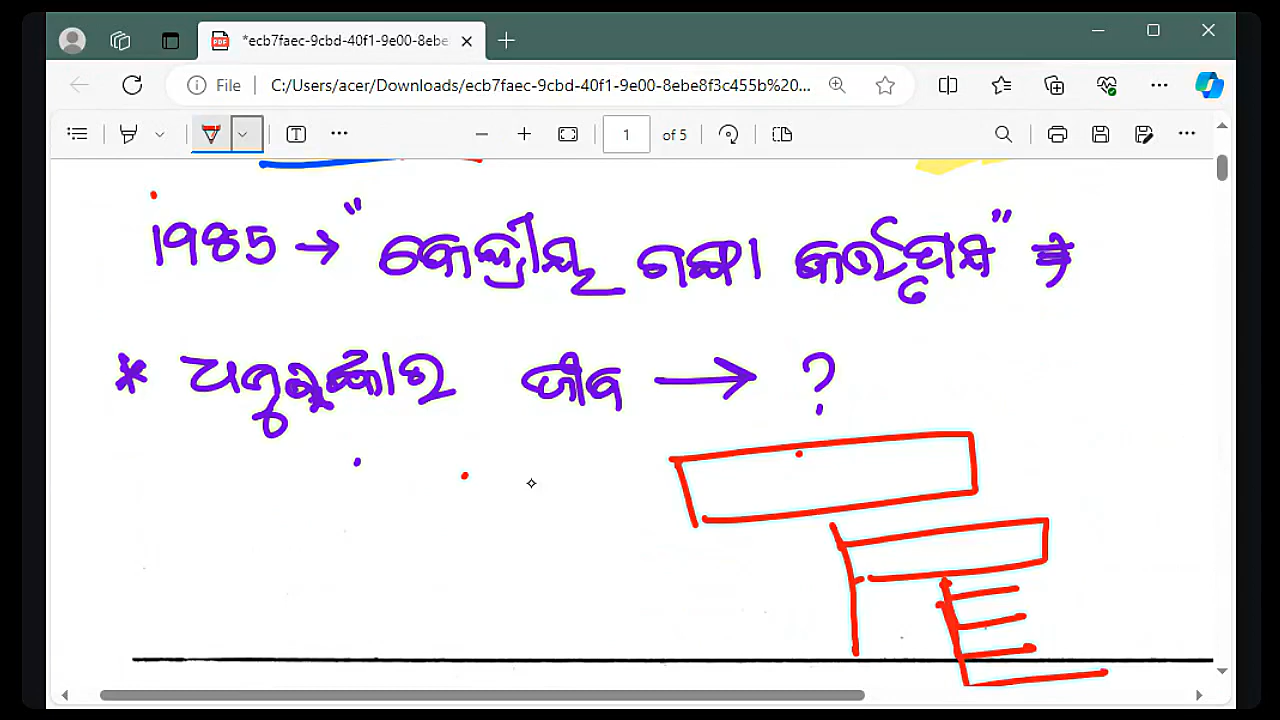 *ecb7faec-9cbd-40f1-9e00-8ebe
File C:/Users/acer/Downloads/ecb7faec-9cbd-40f1-9e00-8ebe8f3c455b%20...
1 of 5
1985 → "କେନ୍ଦ୍ରୀୟ ଗଙ୍ଗା କର୍ତ୍ତୃପକ୍ଷ" →
* ଅଣୁ ଜୀବ → ?